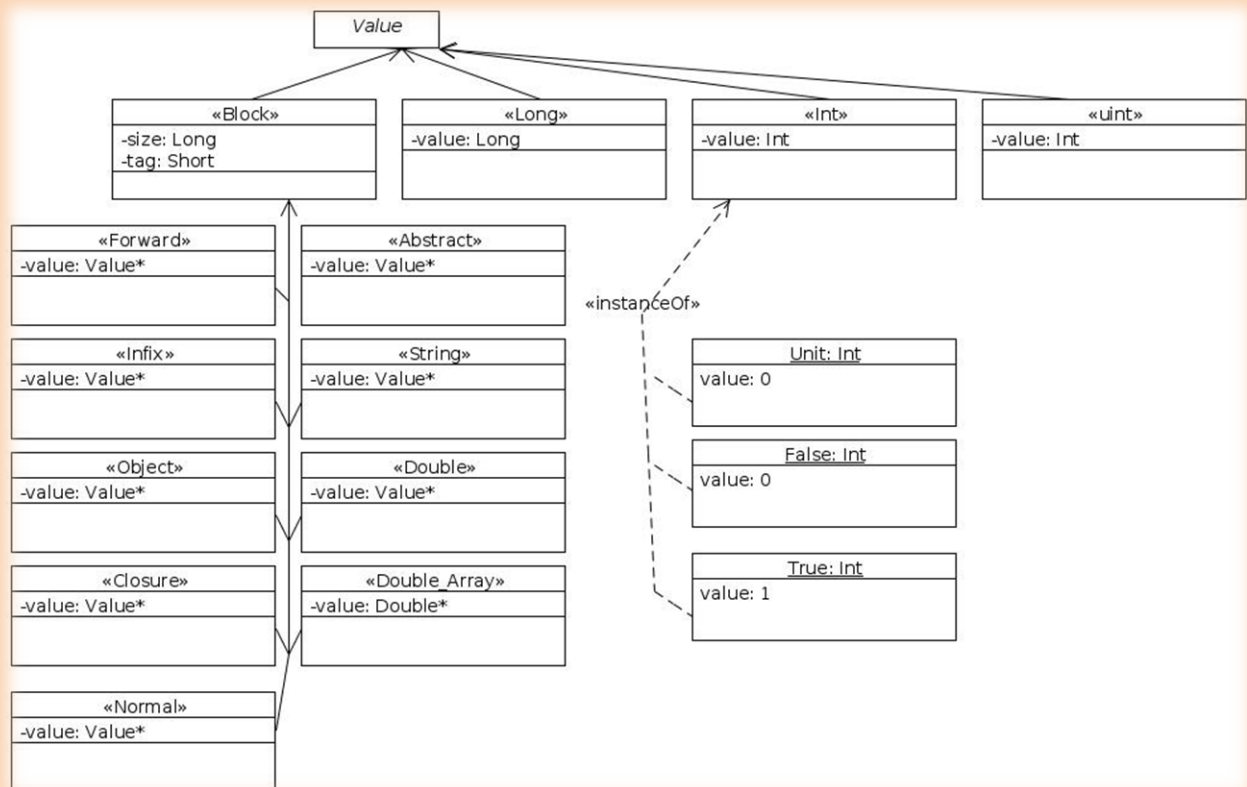 Value
«Block»
-size: Long
-tag: Short
«Long»
-value: Long
«Int»
-value: Int
«uint»
-value: Int
«Forward»
-value: Value*
«Abstract»
-value: Value*
«instanceOf»
«Infix»
-value: Value*
«String»
-value: Value*
Unit: Int
value: 0
«Object»
-value: Value*
«Double»
-value: Value*
False: Int
value: 0
«Closure»
-value: Value*
«Double_Array»
-value: Double*
True: Int
value: 1
«Normal»
-value: Value*